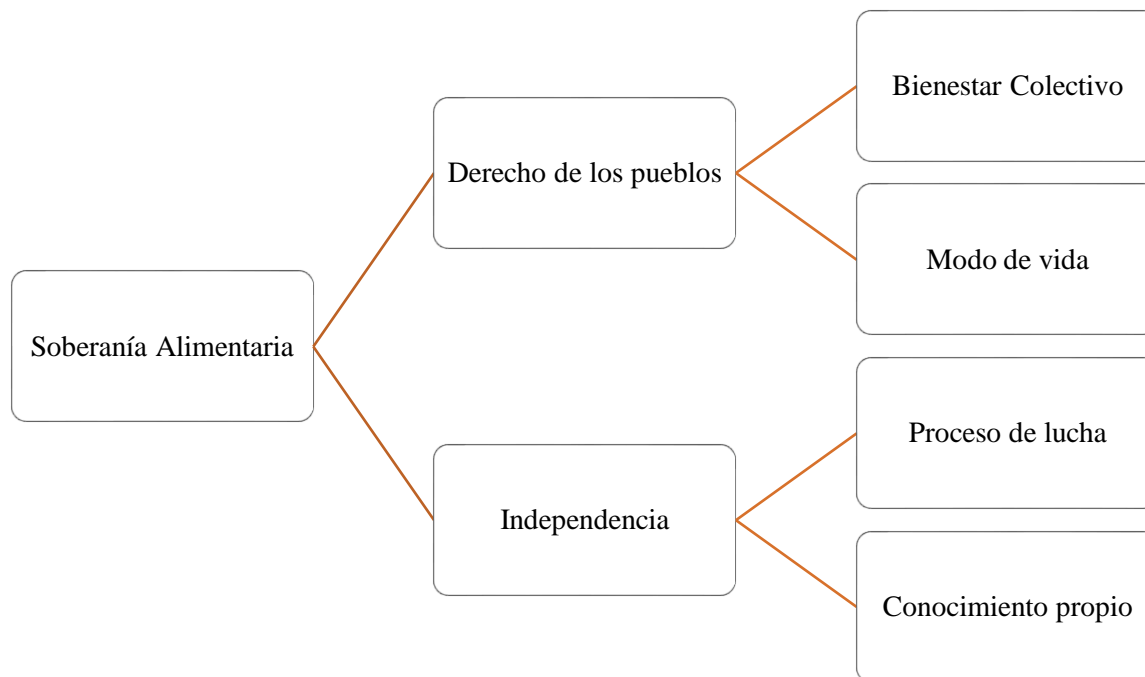 Soberanía Alimentaria
Derecho de los pueblos
Bienestar Colectivo
Modo de vida
Independencia
Proceso de lucha
Conocimiento propio